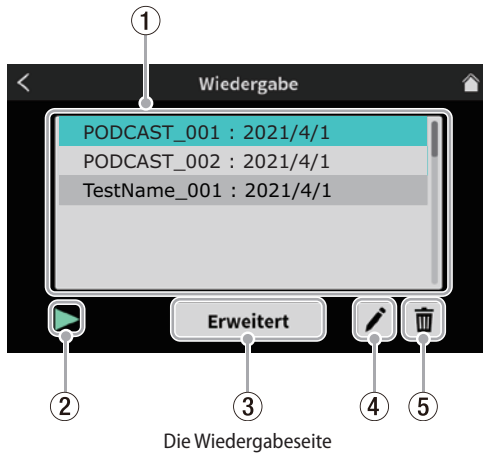 ①
Wiedergabe
PODCAST_001 : 2021/4/1
PODCAST_002 : 2021/4/1
TestName_001 : 2021/4/1
Erweitert
② ③ ④ ⑤
Die Wiedergabeseite